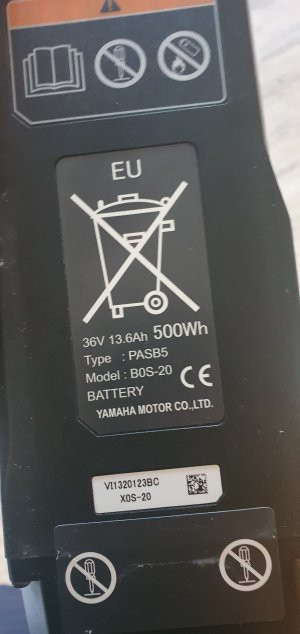 EU
36V 13.6Ah 500Wh
Type : PASB5
Model : B0S-20
BATTERY
YAMAHA MOTOR CO.,LTD.
CE
VI1320123BC
X0S-20